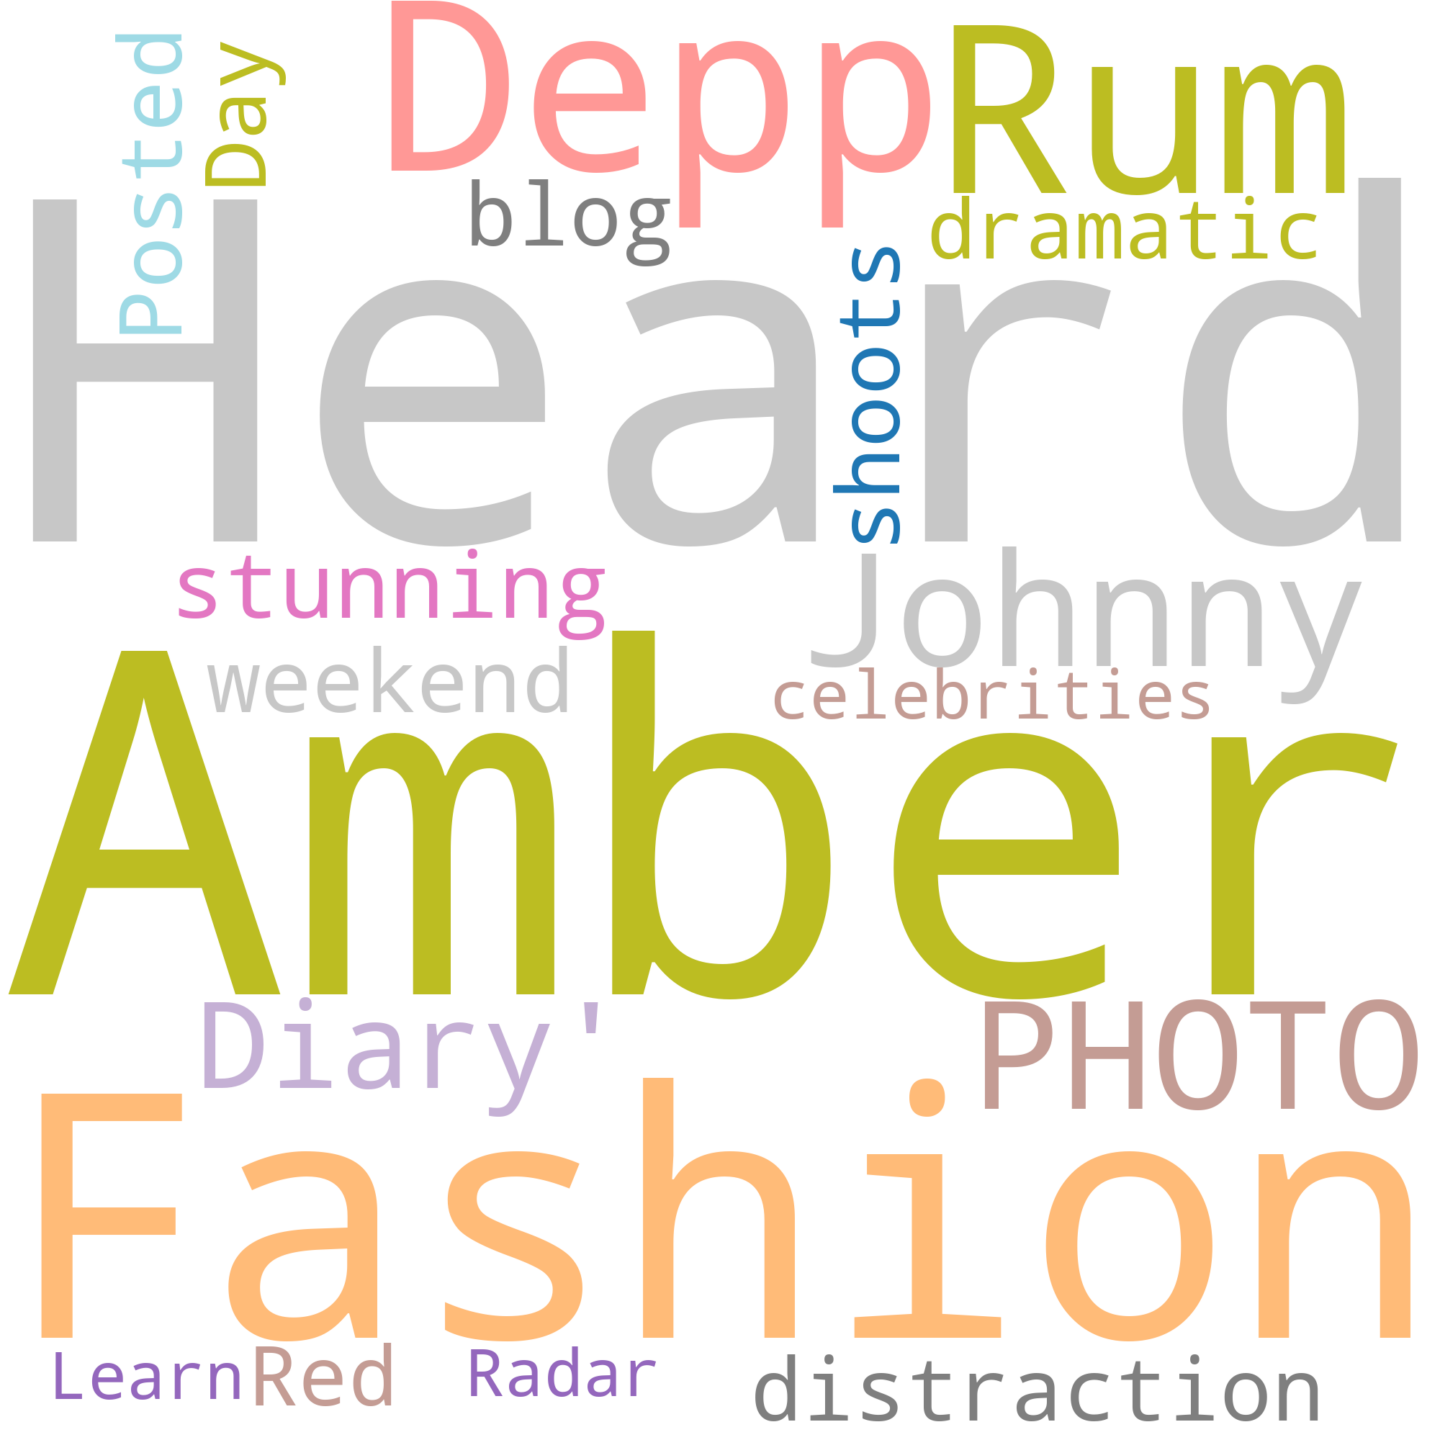 Depp
Rum
Posted
Day
blog
dramatic
Heard
shoots
stunning
Johnny
weekend
celebrities
Amber
Diary'
PHOTO
Fashion
Learn
Red
Radar
distraction